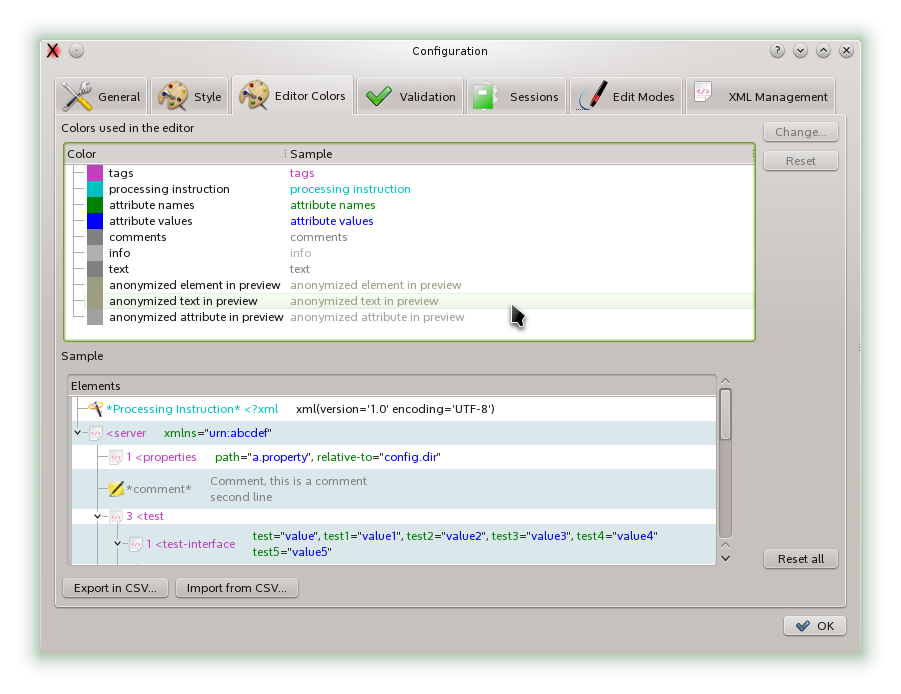 Configuration
General Style Editor Colors Validation Sessions Edit Modes XML Management
Colors used in the editor
Change...
Reset
Color Sample
tags tags
processing instruction processing instruction
attribute names attribute names
attribute values attribute values
comments comments
info info
text text
anonymized element in preview anonymized element in preview
anonymized text in preview anonymized text in preview
anonymized attribute in preview anonymized attribute in preview
Sample
Elements
*Processing Instruction* <?xml xml(version='1.0' encoding='UTF-8')
<server xmlns="urn:abcdef"
1 <properties path="a.property", relative-to="config.dir"
*comment* Comment, this is a comment
second line
3 <test
1 <test-interface test="value", test1="value1", test2="value2", test3="value3", test4="value4"
test5="value5"
Reset all
Export in CSV... Import from CSV...
OK